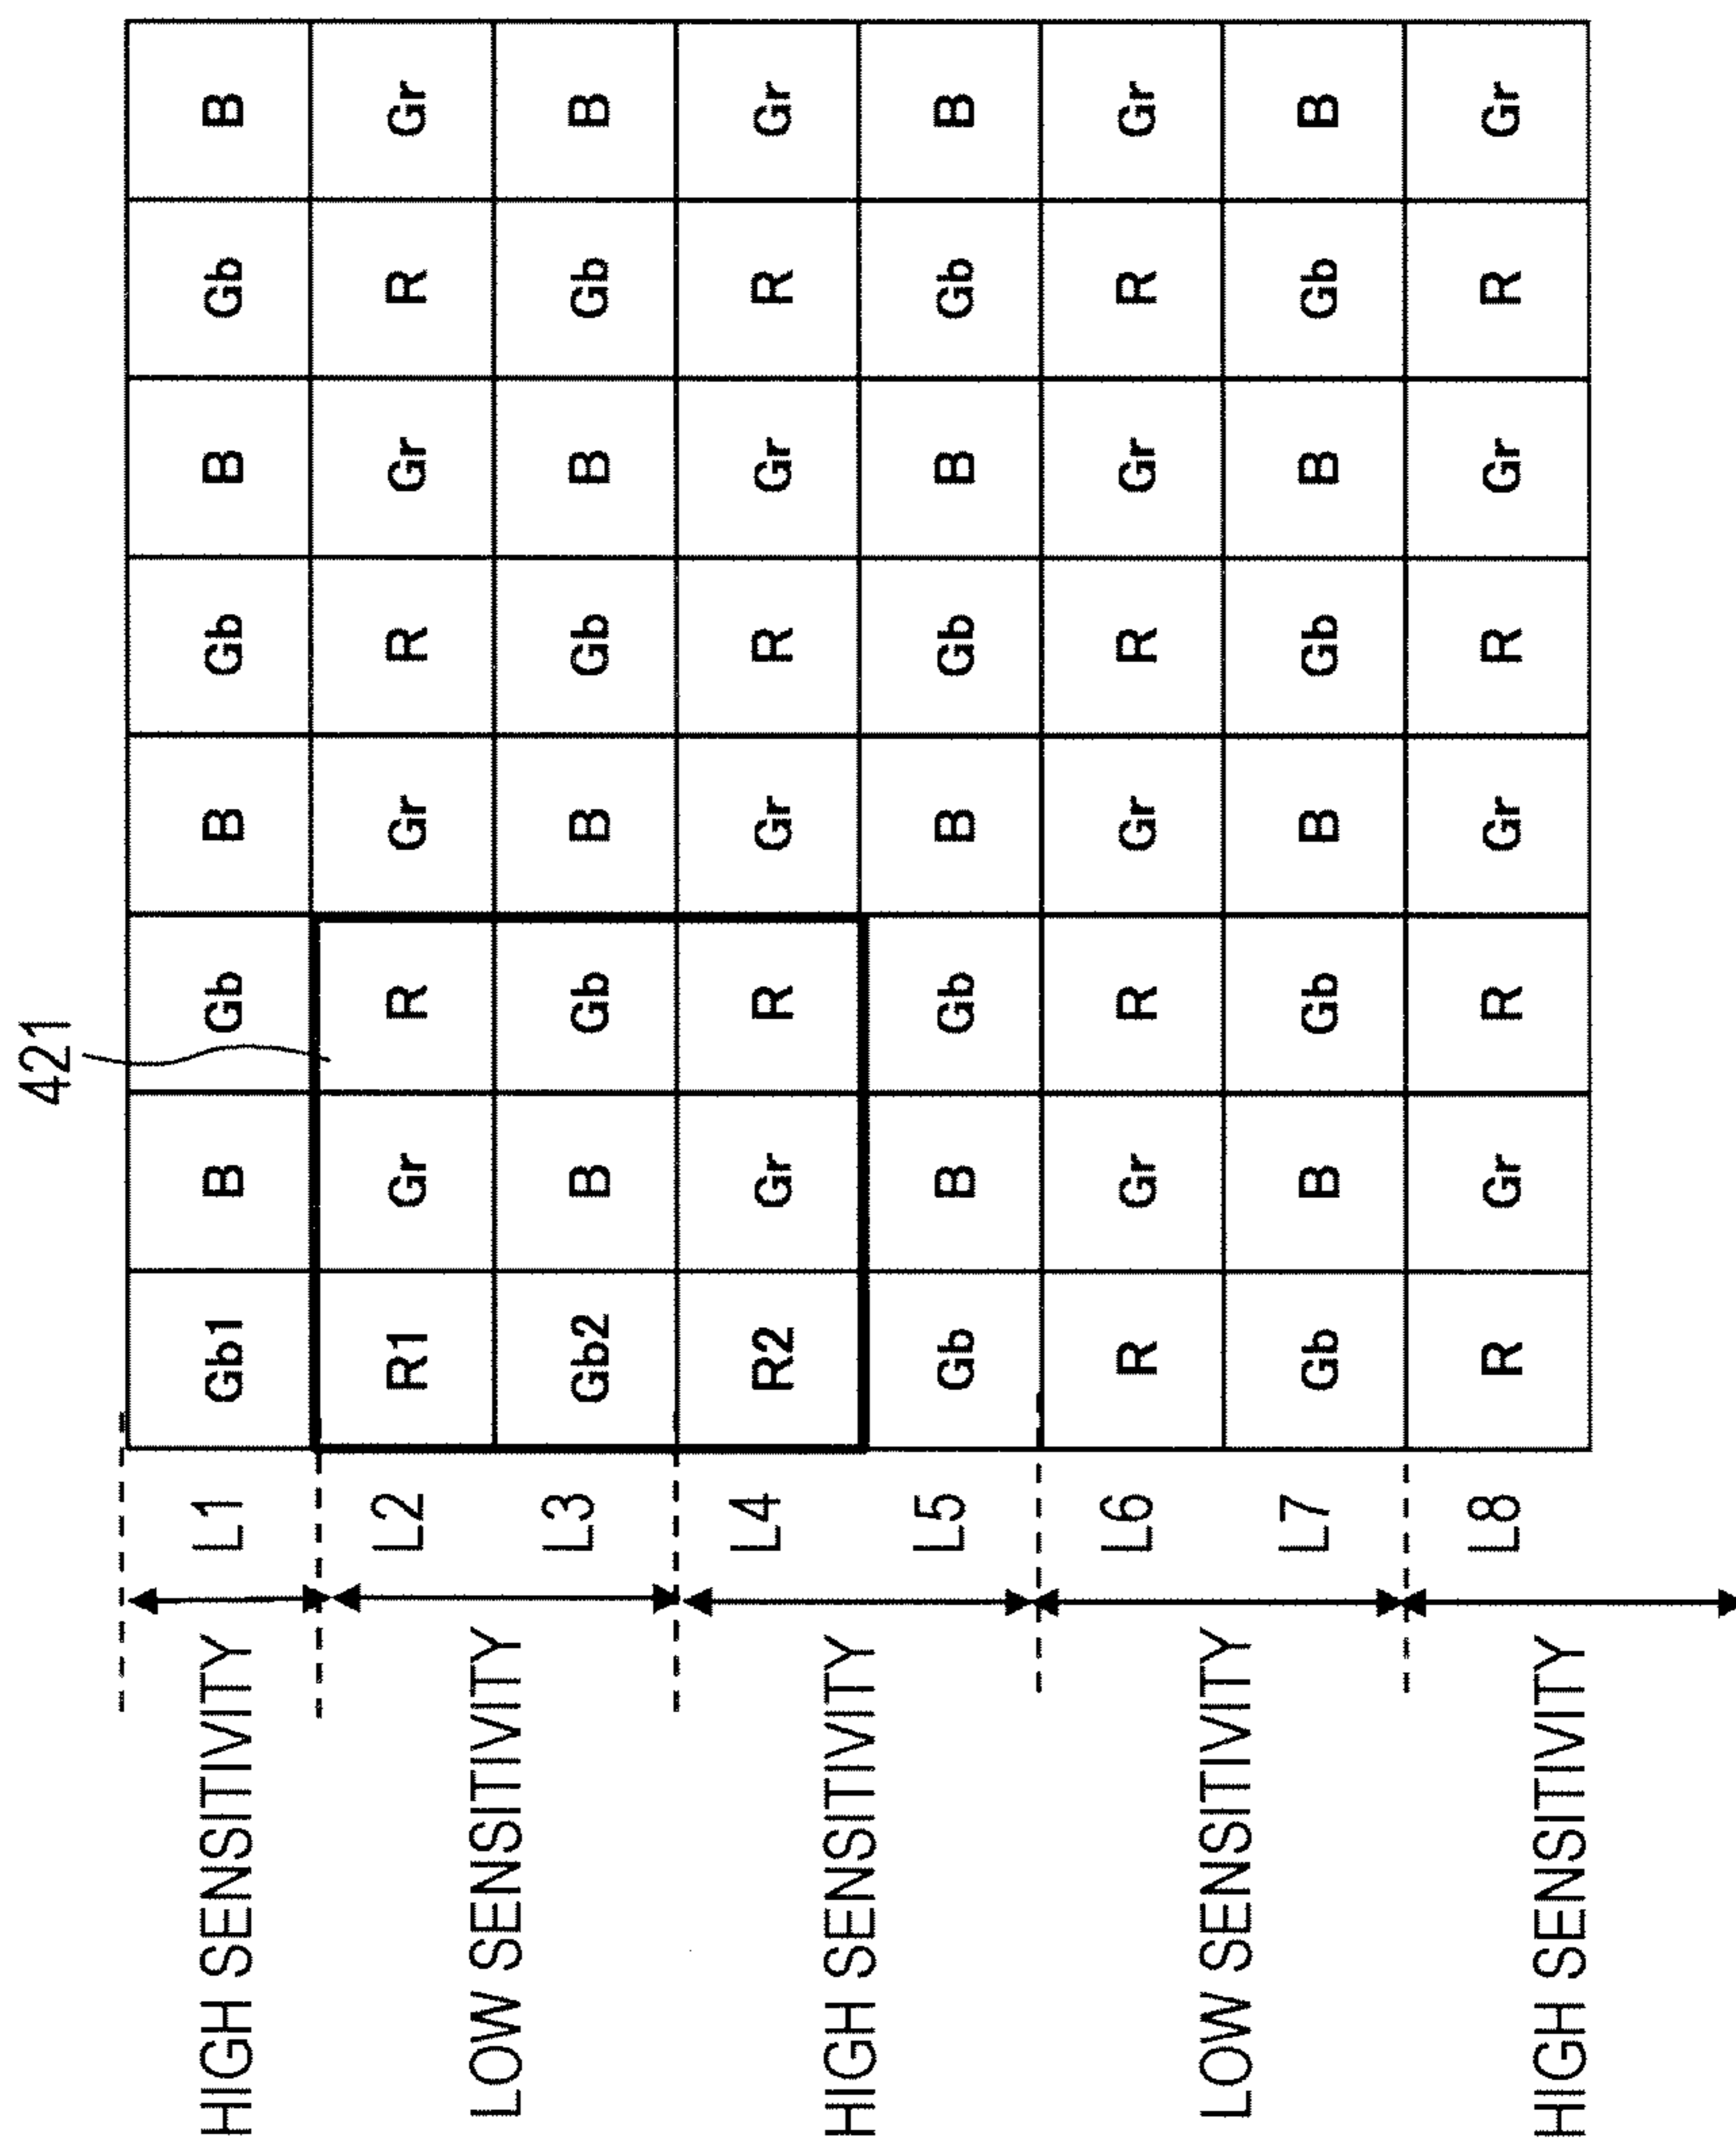 421
HIGH SENSITIVITY
L1 Gb1 B Gb B Gb B Gb B
LOW SENSITIVITY
L2 R1 Gr R Gr R Gr R Gr
L3 Gb2 B Gb B Gb B Gb B
HIGH SENSITIVITY
L4 R2 Gr R Gr R Gr R Gr
L5 Gb B Gb B Gb B Gb B
LOW SENSITIVITY
L6 R Gr R Gr R Gr R Gr
L7 Gb B Gb B Gb B Gb B
HIGH SENSITIVITY
L8 R Gr R Gr R Gr R Gr